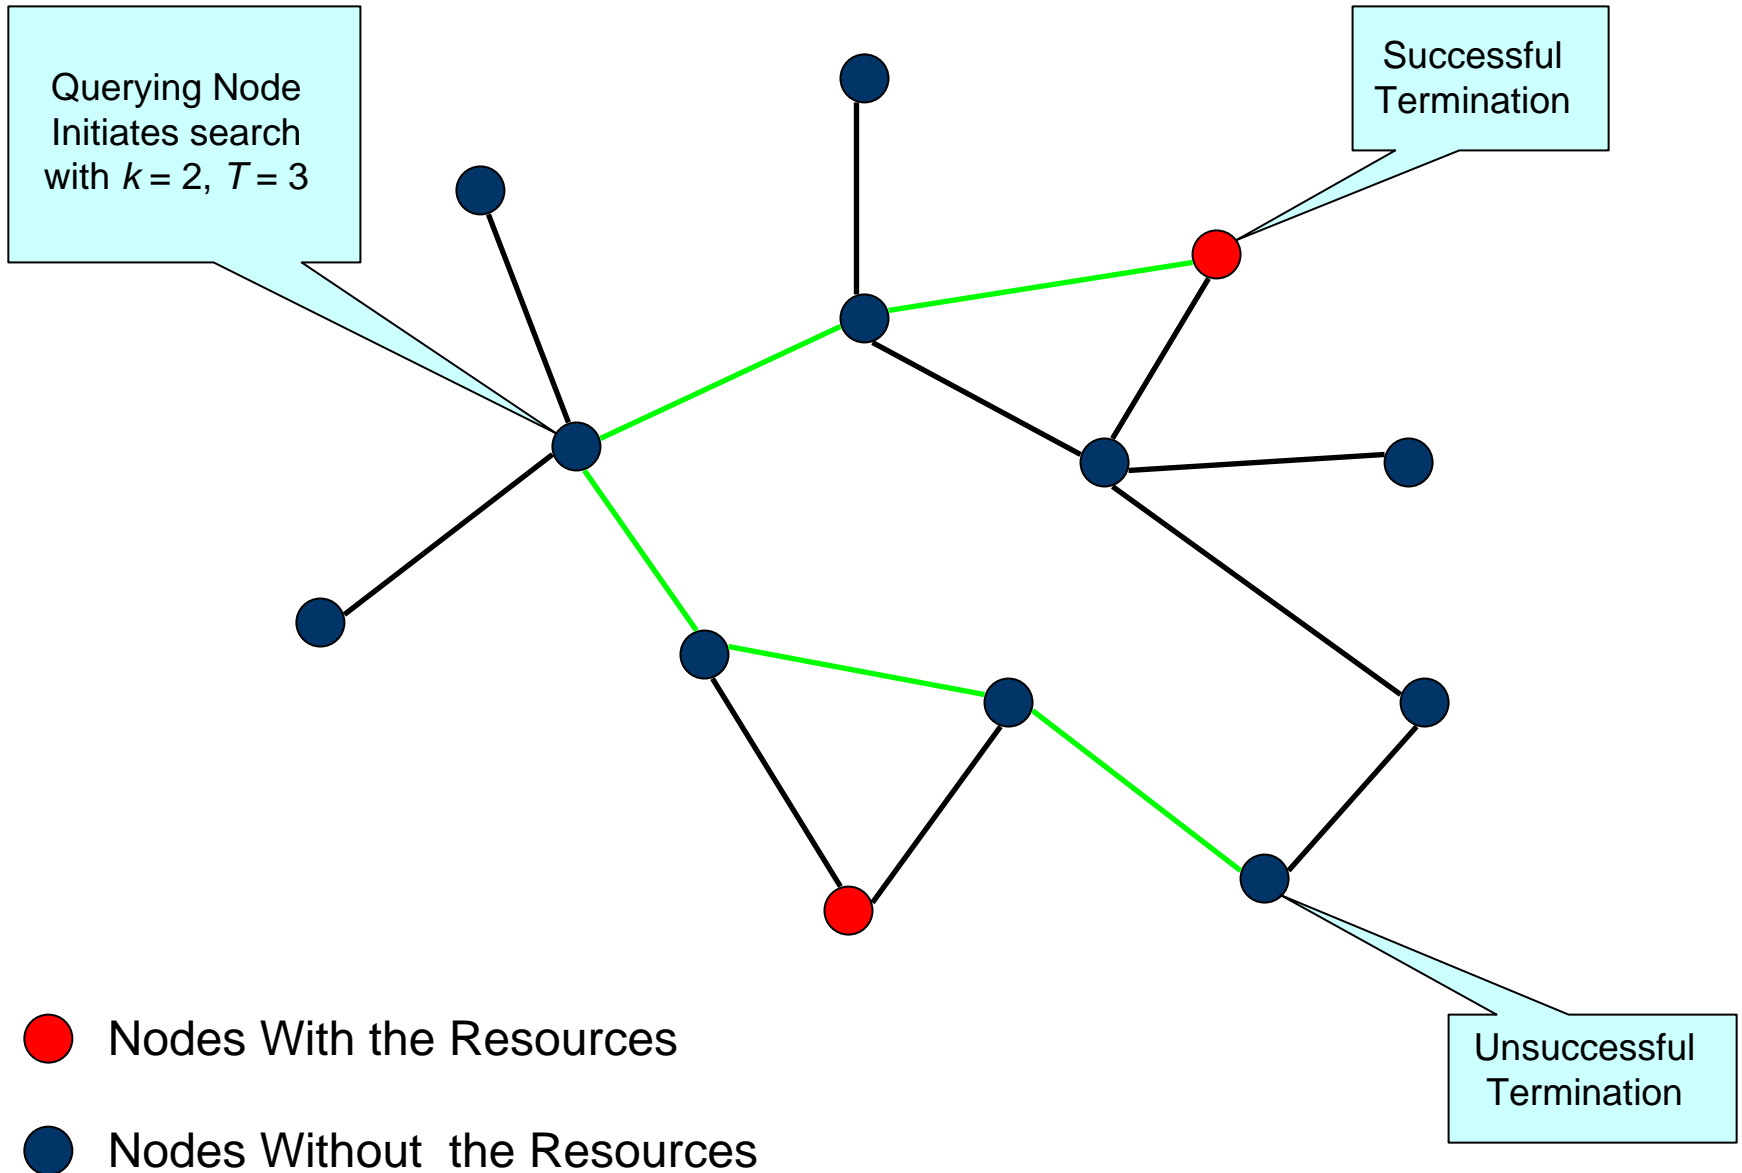 Querying Node
Initiates search
with k = 2, T = 3
Successful
Termination
Unsuccessful
Termination
Nodes With the Resources
Nodes Without the Resources